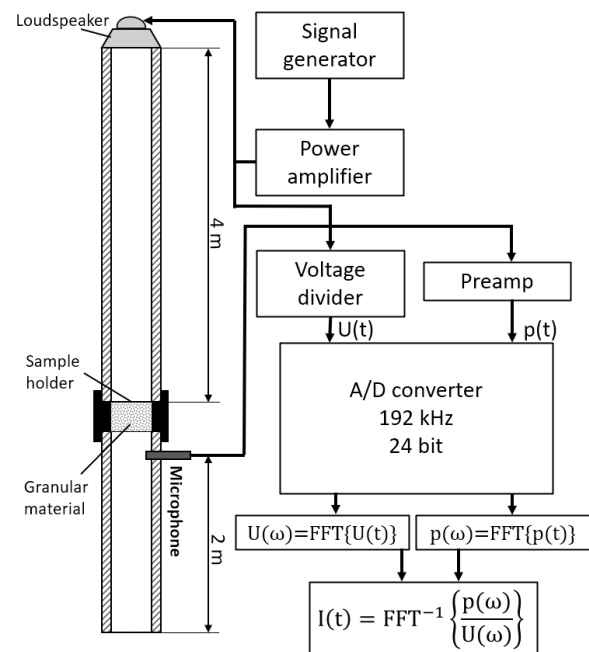 Loudspeaker
Signal
generator
Power
amplifier
4 m
Voltage
divider
Preamp
U(t)
p(t)
Sample
holder
A/D converter
192 kHz
24 bit
Granular
material
Microphone
2 m
U(ω)=FFT{U(t)}
p(ω)=FFT{p(t)}
I(t) = FFT⁻¹ {p(ω)/U(ω)}